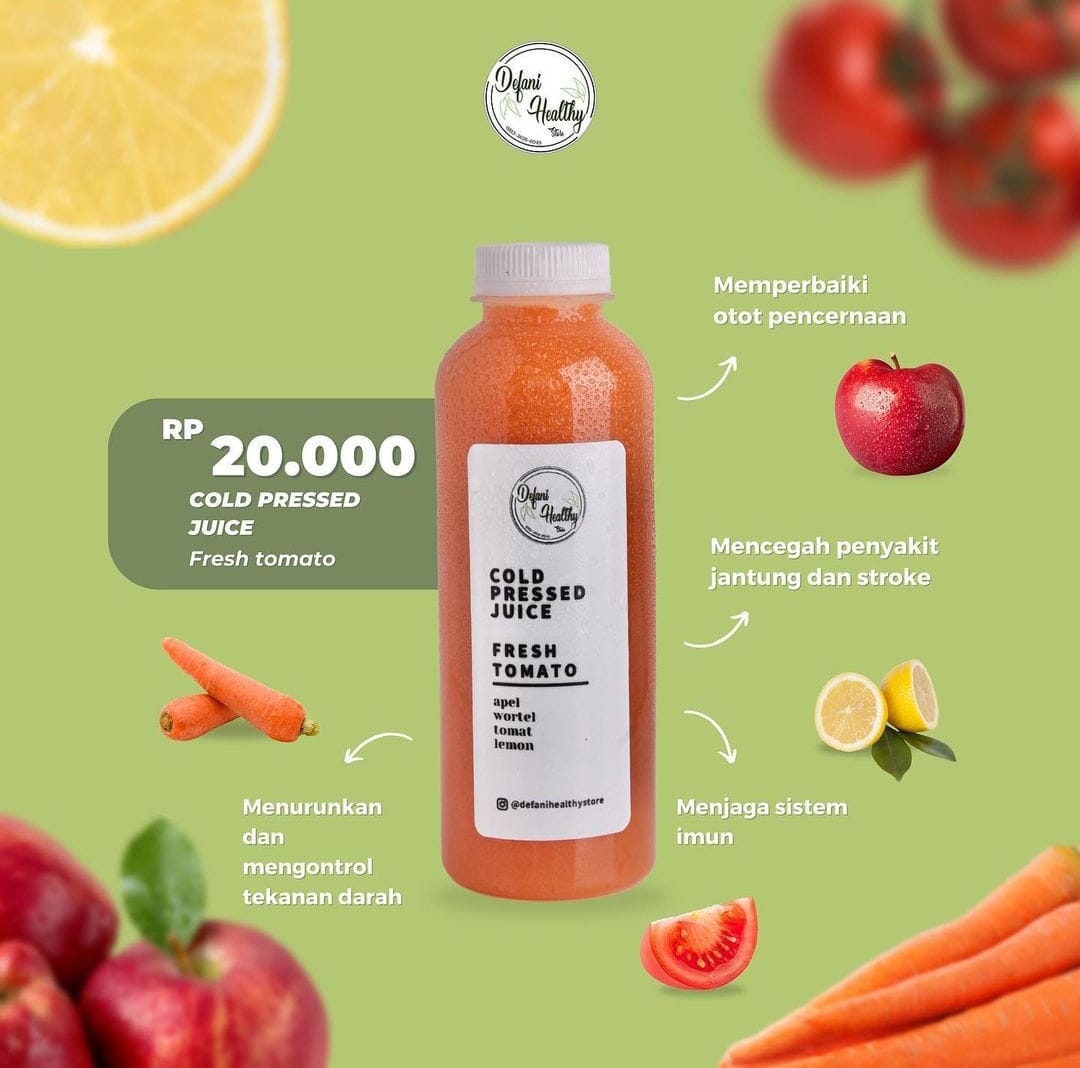 Defani
Healthy
Store
Memperbaiki
otot pencernaan
RP
20.000
COLD PRESSED
JUICE
Fresh tomato
Defani
Healthy
COLD
PRESSED
JUICE
FRESH
TOMATO
apel
wortel
tomat
lemon
@defanihealthystore
Mencegah penyakit
jantung dan stroke
Menurunkan
dan
mengontrol
tekanan darah
Menjaga sistem
imun